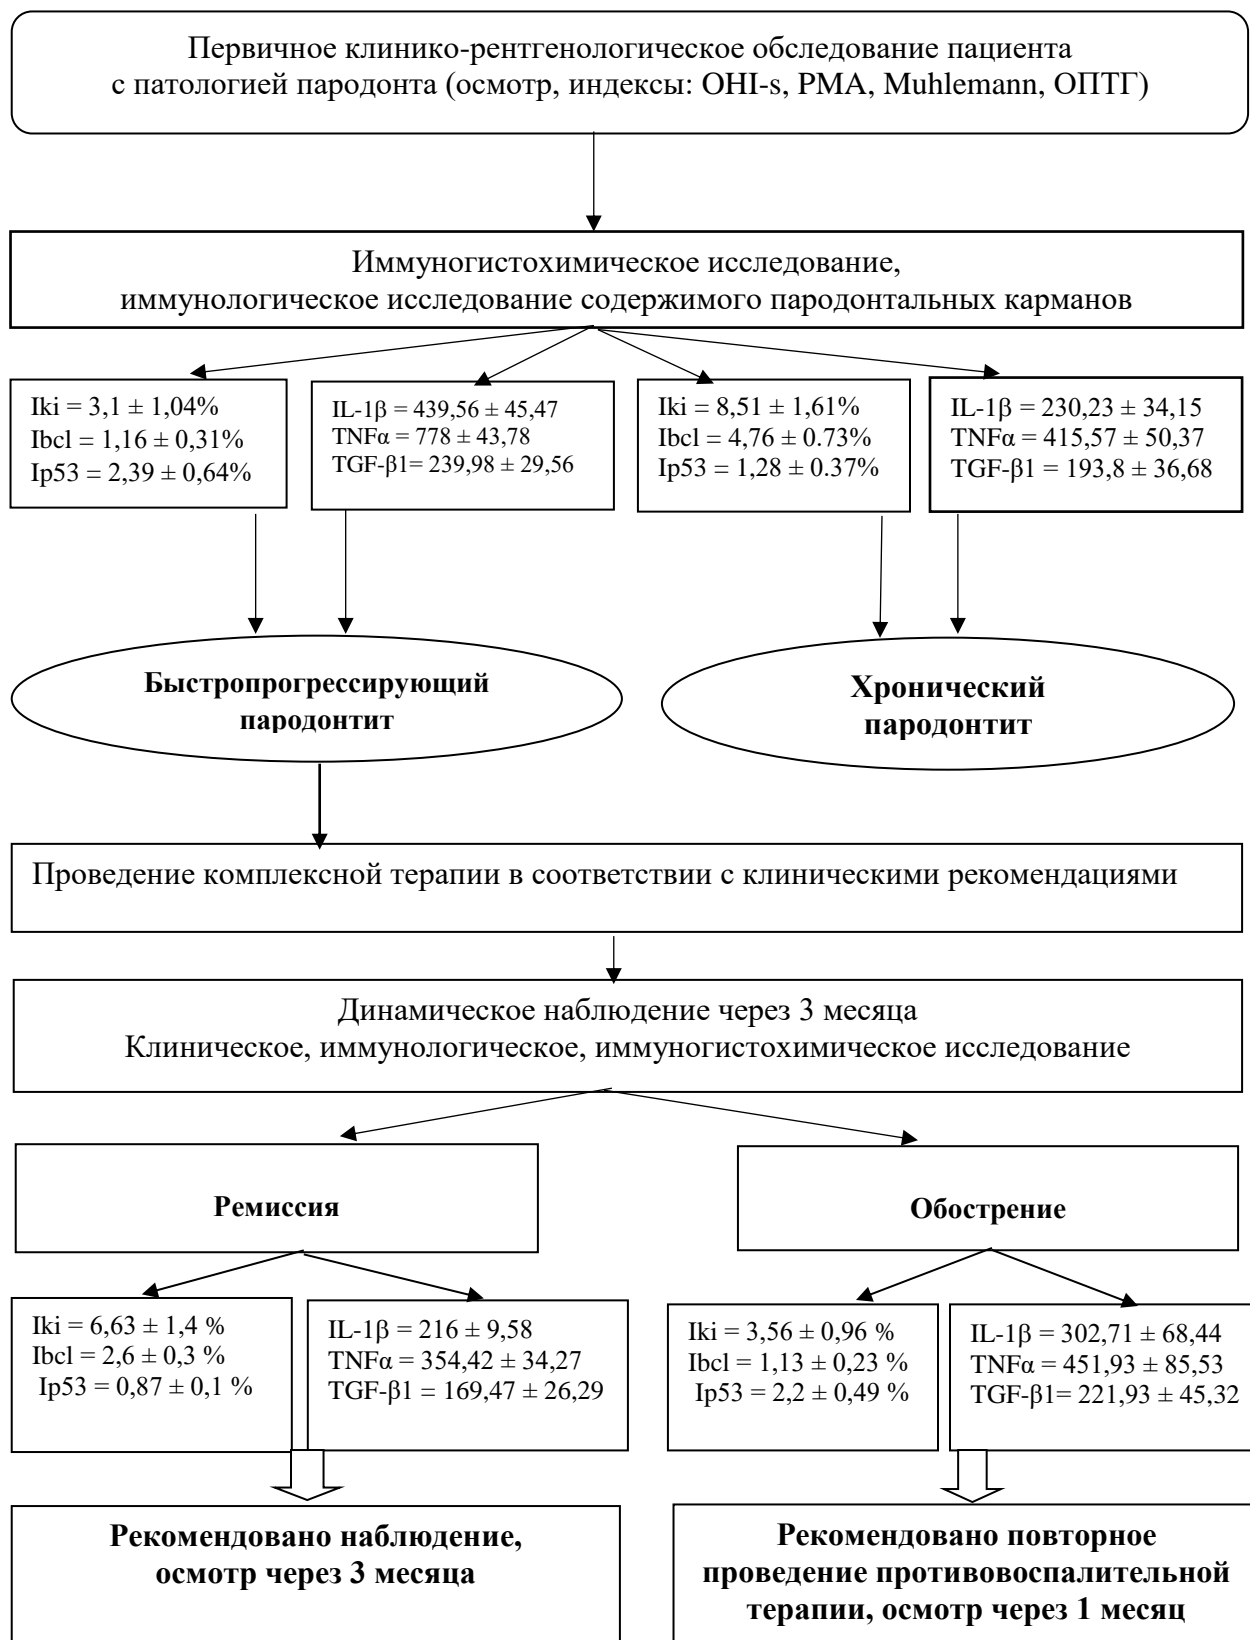 Первичное клинико-рентгенологическое обследование пациента
с патологией пародонта (осмотр, индексы: OHI-s, PMA, Muhlemann, ОПТГ)
Иммуногистохимическое исследование,
иммунологическое исследование содержимого пародонтальных карманов
Iki = 3,1 ± 1,04%
Ibcl = 1,16 ± 0,31%
Ip53 = 2,39 ± 0,64%
IL-1β = 439,56 ± 45,47
TNFα = 778 ± 43,78
TGF-β1= 239,98 ± 29,56
Iki = 8,51 ± 1,61%
Ibcl = 4,76 ± 0.73%
Ip53 = 1,28 ± 0.37%
IL-1β = 230,23 ± 34,15
TNFα = 415,57 ± 50,37
TGF-β1 = 193,8 ± 36,68
Быстропрогрессирующий
пародонтит
Хронический
пародонтит
Проведение комплексной терапии в соответствии с клиническими рекомендациями
Динамическое наблюдение через 3 месяца
Клиническое, иммунологическое, иммуногистохимическое исследование
Ремиссия
Обострение
Iki = 6,63 ± 1,4 %
Ibcl = 2,6 ± 0,3 %
Ip53 = 0,87 ± 0,1 %
IL-1β = 216 ± 9,58
TNFα = 354,42 ± 34,27
TGF-β1 = 169,47 ± 26,29
Iki = 3,56 ± 0,96 %
Ibcl = 1,13 ± 0,23 %
Ip53 = 2,2 ± 0,49 %
IL-1β = 302,71 ± 68,44
TNFα = 451,93 ± 85,53
TGF-β1= 221,93 ± 45,32
Рекомендовано наблюдение,
осмотр через 3 месяца
Рекомендовано повторное
проведение противовоспалительной
терапии, осмотр через 1 месяц